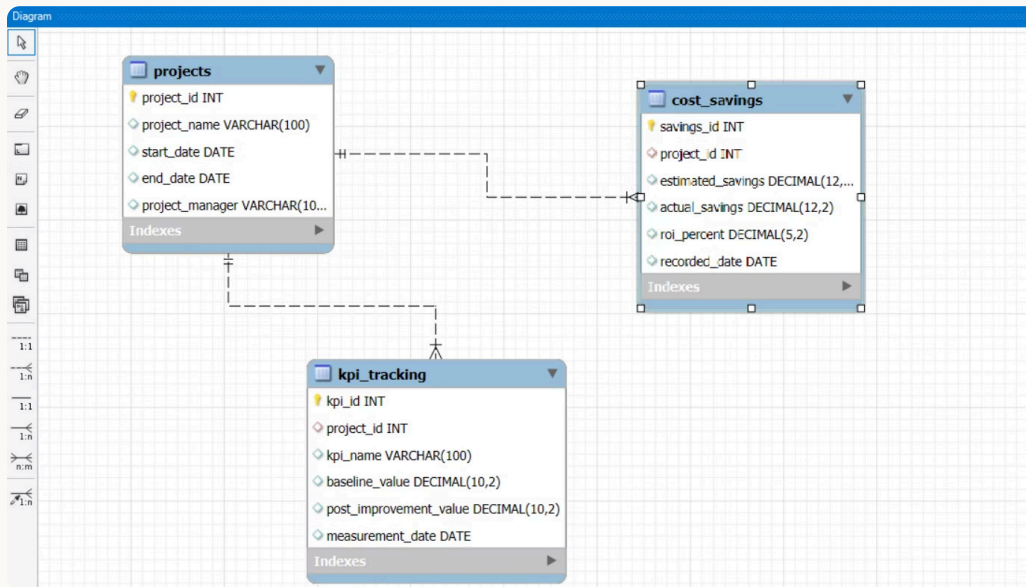 Diagram
projects
project_id INT
project_name VARCHAR(100)
start_date DATE
end_date DATE
project_manager VARCHAR(10...
Indexes
cost_savings
savings_id INT
project_id INT
estimated_savings DECIMAL(12,...
actual_savings DECIMAL(12,2)
roi_percent DECIMAL(5,2)
recorded_date DATE
Indexes
kpi_tracking
kpi_id INT
project_id INT
kpi_name VARCHAR(100)
baseline_value DECIMAL(10,2)
post_improvement_value DECIMAL(10,2)
measurement_date DATE
Indexes
1:1
1:n
1:1
1:n
n:m
1:n